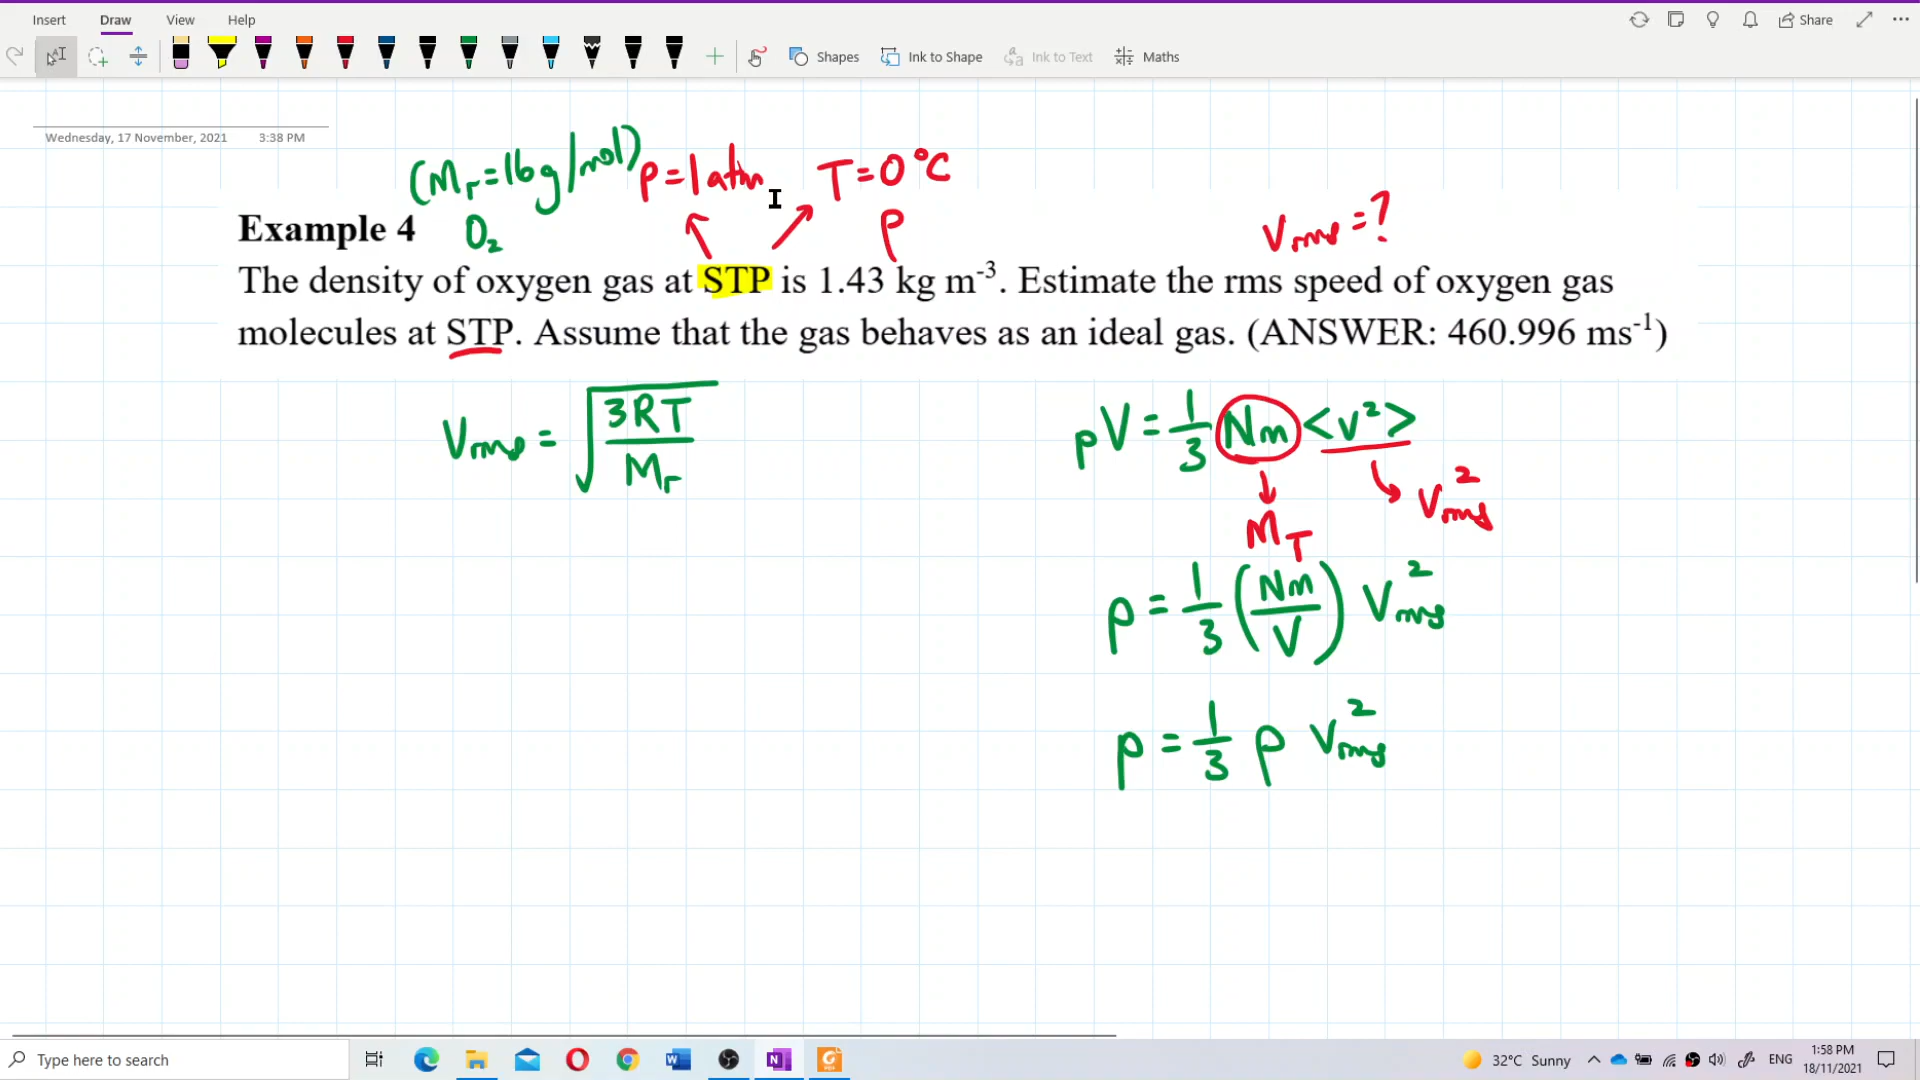 Insert Draw View Help
Share
Shapes Ink to Shape Ink to Text Maths
Wednesday, 17 November, 2021 3:38 PM
(Mr=16g/mol) P=1atm T=0°C
Example 4 O₂ ρ Vrms=?
The density of oxygen gas at STP is 1.43 kg m⁻³. Estimate the rms speed of oxygen gas
molecules at STP. Assume that the gas behaves as an ideal gas. (ANSWER: 460.996 ms⁻¹)
Vrms = √(3RT/Mr)
pV = 1/3 Nm <v²>
M_T Vrms²
p = 1/3 (Nm/V) Vrms²
p = 1/3 ρ Vrms²
Type here to search
32°C Sunny
ENG
1:58 PM
18/11/2021